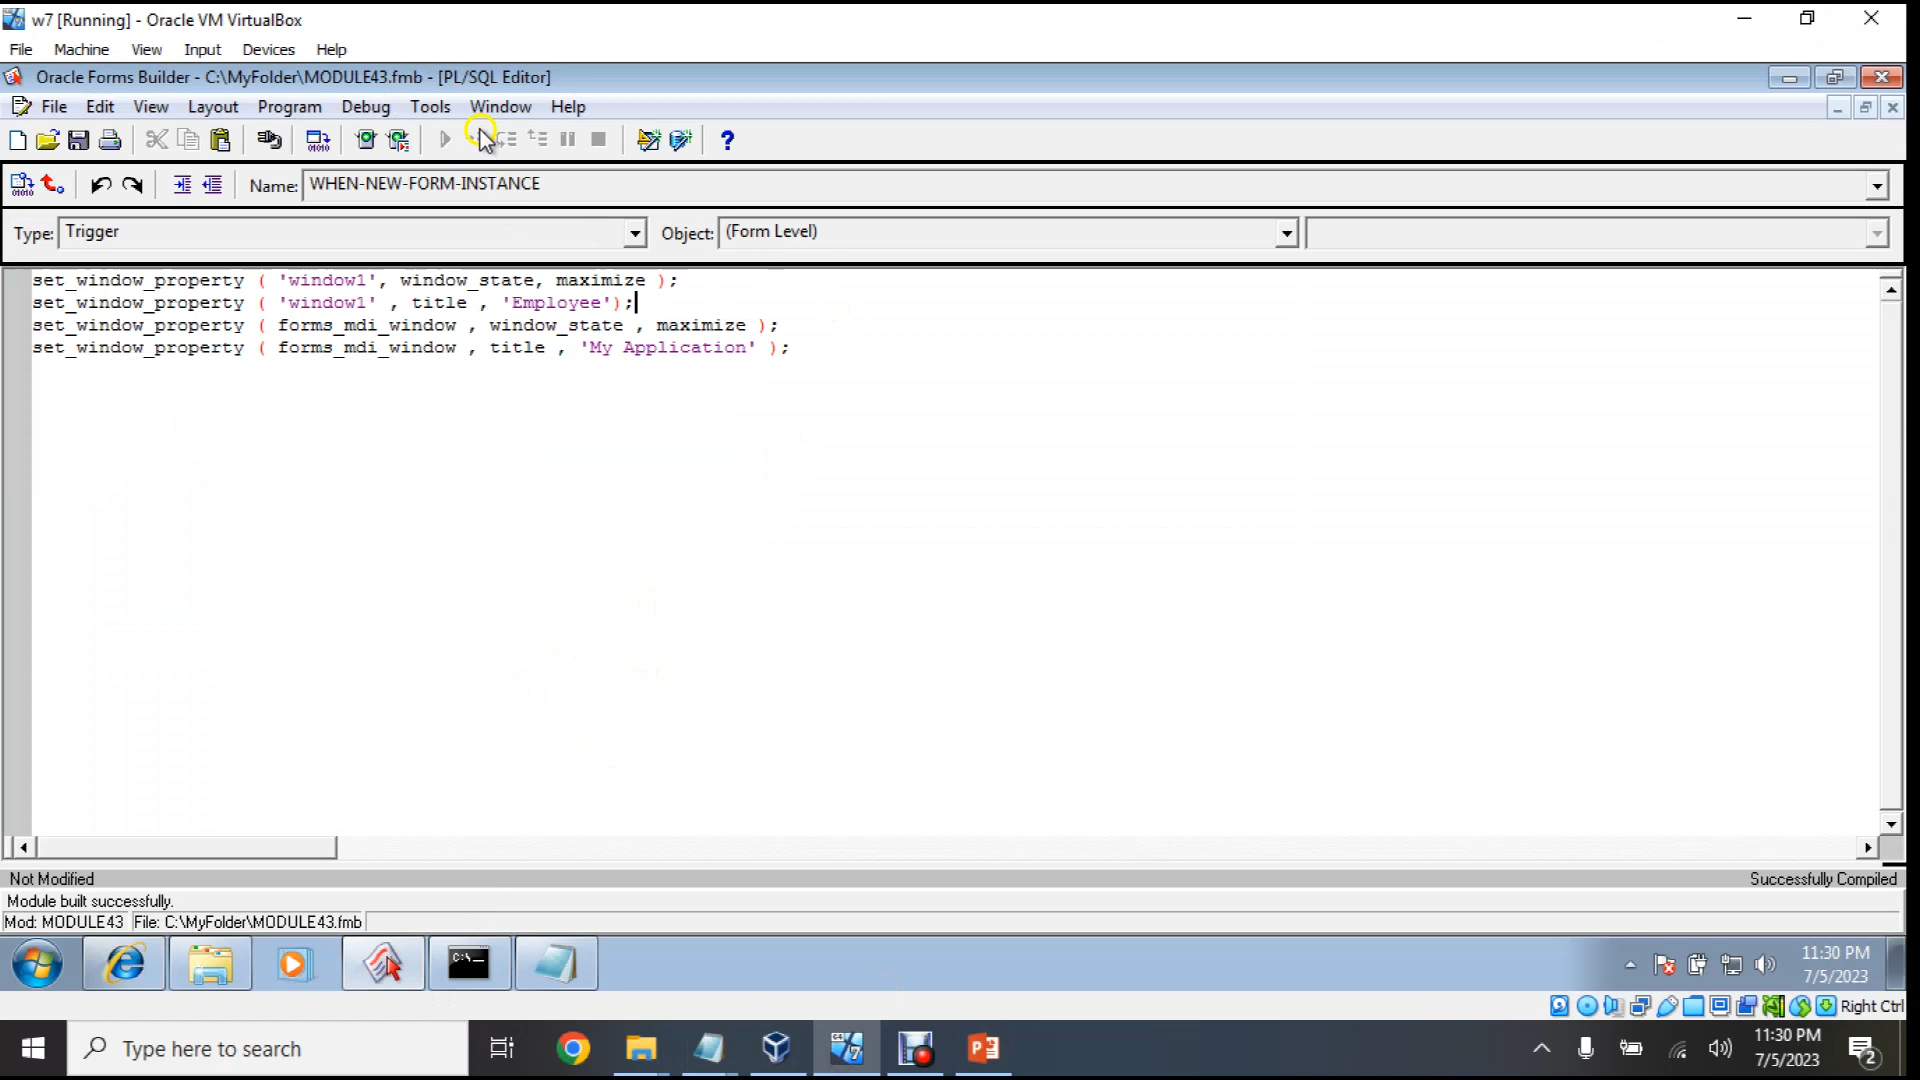 w7 [Running] - Oracle VM VirtualBox
File Machine View Input Devices Help
Oracle Forms Builder - C:\MyFolder\MODULE43.fmb - [PL/SQL Editor]
File Edit View Layout Program Debug Tools Window Help
Name: WHEN-NEW-FORM-INSTANCE
Type: Trigger Object: (Form Level)
set_window_property ( 'window1', window_state, maximize );
set_window_property ( 'window1' , title , 'Employee');
set_window_property ( forms_mdi_window , window_state , maximize );
set_window_property ( forms_mdi_window , title , 'My Application' );
Not Modified Successfully Compiled
Module built successfully.
Mod: MODULE43 File: C:\MyFolder\MODULE43.fmb
11:30 PM
7/5/2023
Right Ctrl
Type here to search
11:30 PM
7/5/2023
2